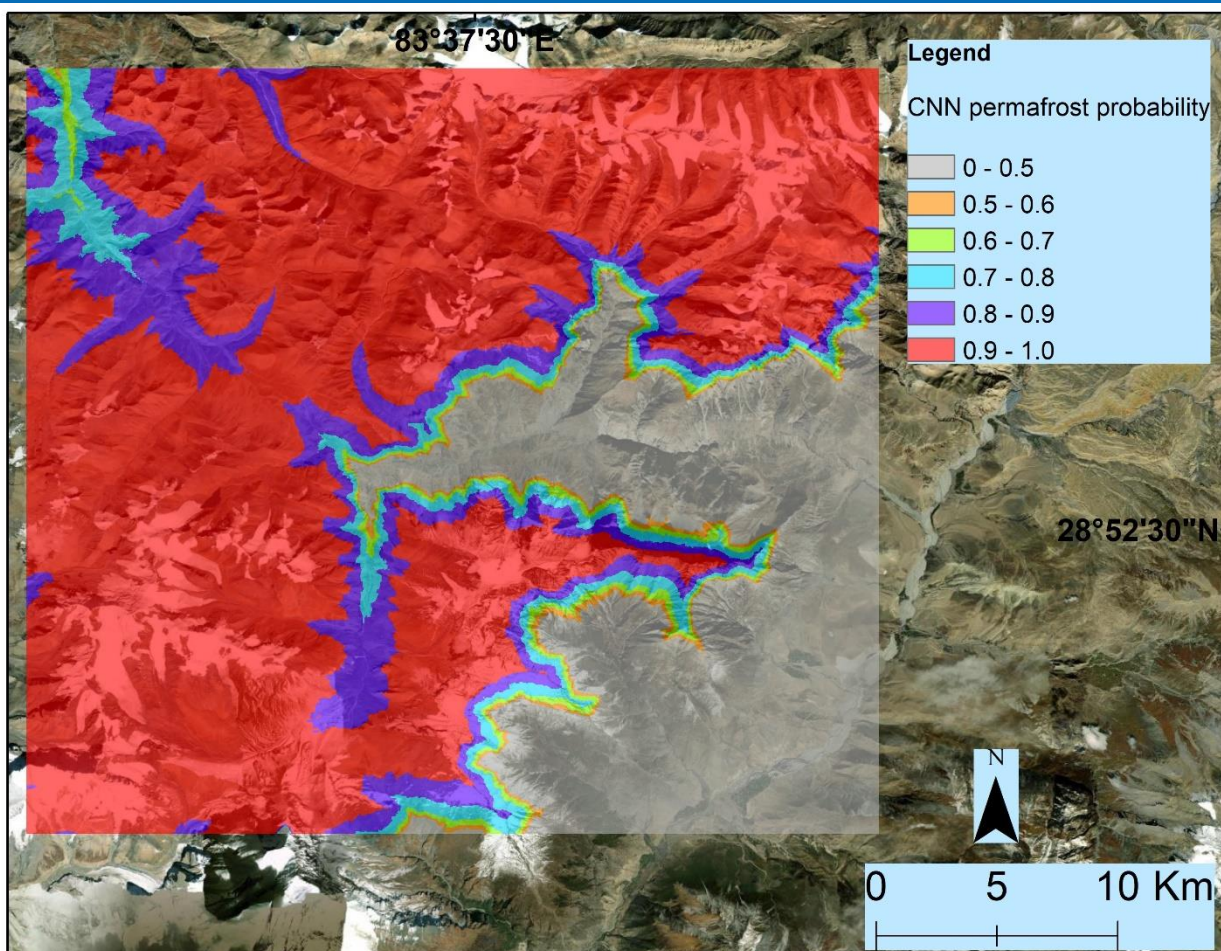 83°37'30"E
Legend
CNN permafrost probability
0 - 0.5
0.5 - 0.6
0.6 - 0.7
0.7 - 0.8
0.8 - 0.9
0.9 - 1.0
28°52'30"N
N
0 5 10 Km